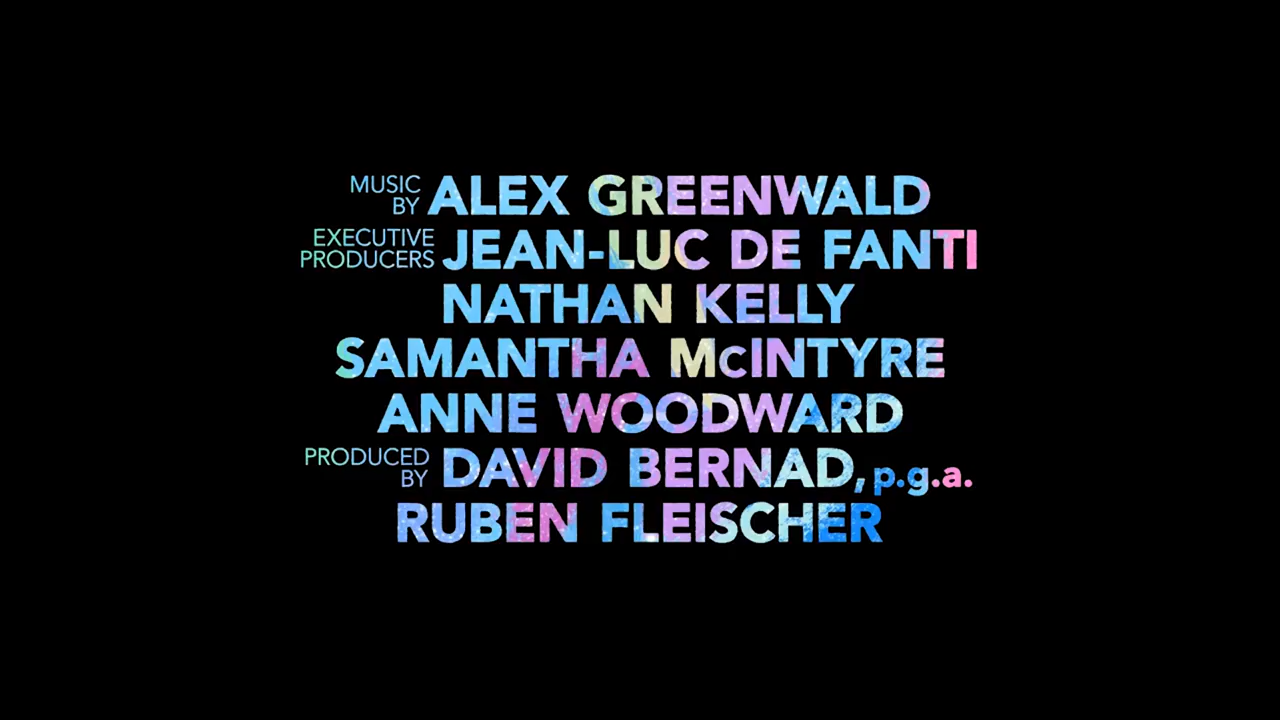 MUSIC BY ALEX GREENWALD
EXECUTIVE PRODUCERS JEAN-LUC DE FANTI
NATHAN KELLY
SAMANTHA McINTYRE
ANNE WOODWARD
PRODUCED BY DAVID BERNAD, p.g.a.
RUBEN FLEISCHER